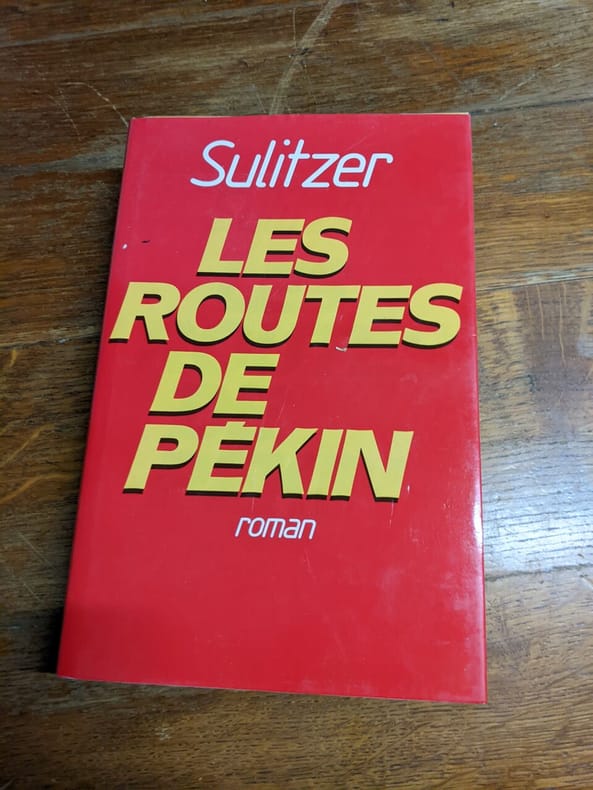 Sulitzer
LES
ROUTES
DE
PÉKIN
roman